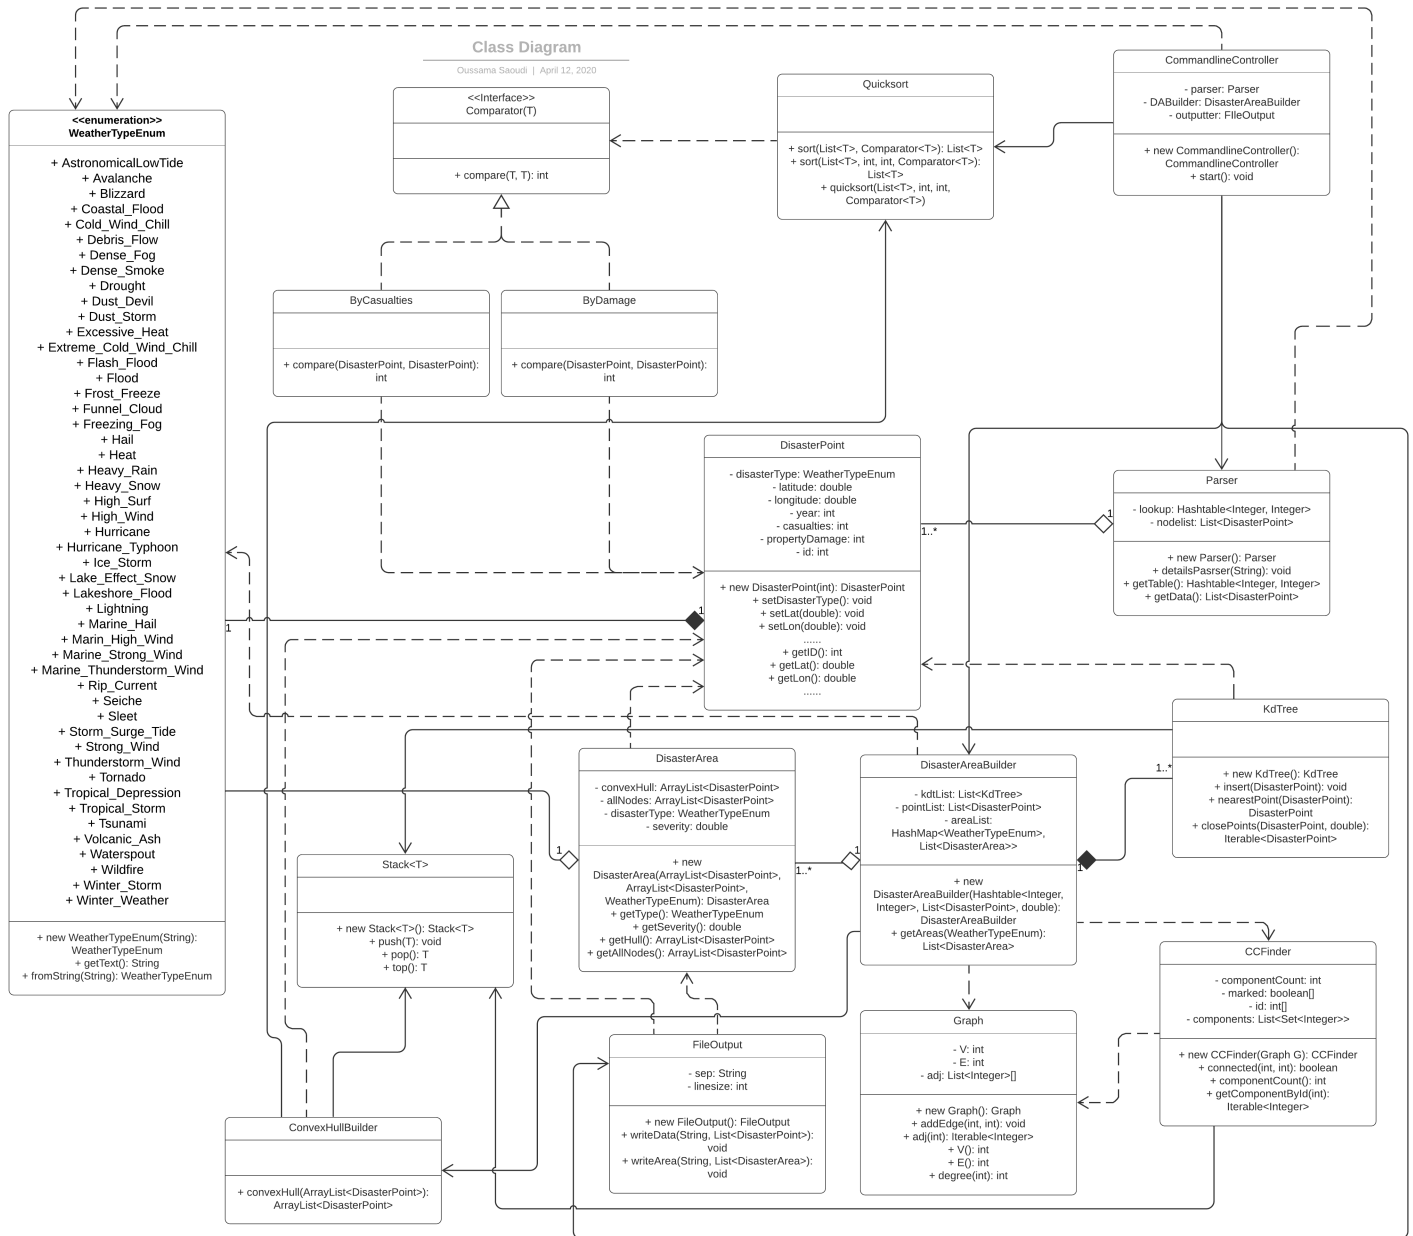 Class Diagram
Oussama Saoudi | April 12, 2020
<<enumeration>>
WeatherTypeEnum
+ AstronomicalLowTide
+ Avalanche
+ Blizzard
+ Coastal_Flood
+ Cold_Wind_Chill
+ Debris_Flow
+ Dense_Fog
+ Dense_Smoke
+ Drought
+ Dust_Devil
+ Dust_Storm
+ Excessive_Heat
+ Extreme_Cold_Wind_Chill
+ Flash_Flood
+ Flood
+ Frost_Freeze
+ Funnel_Cloud
+ Freezing_Fog
+ Hail
+ Heat
+ Heavy_Rain
+ Heavy_Snow
+ High_Surf
+ High_Wind
+ Hurricane
+ Hurricane_Typhoon
+ Ice_Storm
+ Lake_Effect_Snow
+ Lakeshore_Flood
+ Lightning
+ Marine_Hail
+ Marin_High_Wind
+ Marine_Strong_Wind
+ Marine_Thunderstorm_Wind
+ Rip_Current
+ Seiche
+ Sleet
+ Storm_Surge_Tide
+ Strong_Wind
+ Thunderstorm_Wind
+ Tornado
+ Tropical_Depression
+ Tropical_Storm
+ Tsunami
+ Volcanic_Ash
+ Waterspout
+ Wildfire
+ Winter_Storm
+ Winter_Weather
+ new WeatherTypeEnum(String):
WeatherTypeEnum
+ getText(): String
+ fromString(String): WeatherTypeEnum
<<Interface>>
Comparator(T)
+ compare(T, T): int
Quicksort
+ sort(List<T>, Comparator<T>): List<T>
+ sort(List<T>, int, int, Comparator<T>):
List<T>
+ quicksort(List<T>, int, int,
Comparator<T>)
CommandlineController
- parser: Parser
- DABuilder: DisasterAreaBuilder
- outputter: FIleOutput
+ new CommandlineController():
CommandlineController
+ start(): void
ByCasualties
+ compare(DisasterPoint, DisasterPoint):
int
ByDamage
+ compare(DisasterPoint, DisasterPoint):
int
DisasterPoint
- disasterType: WeatherTypeEnum
- latitude: double
- longitude: double
- year: int
- casualties: int
- propertyDamage: int
- id: int
+ new DisasterPoint(int): DisasterPoint
+ setDisasterType(): void
+ setLat(double): void
+ setLon(double): void
......
+ getID(): int
+ getLat(): double
+ getLon(): double
......
1..*
1
Parser
- lookup: Hashtable<Integer, Integer>
- nodelist: List<DisasterPoint>
+ new Parser(): Parser
+ detailsPasrser(String): void
+ getTable(): Hashtable<Integer, Integer>
+ getData(): List<DisasterPoint>
1
1
KdTree
+ new KdTree(): KdTree
+ insert(DisasterPoint): void
+ nearestPoint(DisasterPoint):
DisasterPoint
+ closePoints(DisasterPoint, double):
Iterable<DisasterPoint>
1..*
1
DisasterArea
- convexHull: ArrayList<DisasterPoint>
- allNodes: ArrayList<DisasterPoint>
- disasterType: WeatherTypeEnum
- severity: double
+ new
DisasterArea(ArrayList<DisasterPoint>,
ArrayList<DisasterPoint>,
WeatherTypeEnum): DisasterArea
+ getType(): WeatherTypeEnum
+ getSeverity(): double
+ getHull(): ArrayList<DisasterPoint>
+ getAllNodes(): ArrayList<DisasterPoint>
1
1..*
1
DisasterAreaBuilder
- kdtList: List<KdTree>
- pointList: List<DisasterPoint>
- areaList:
HashMap<WeatherTypeEnum>,
List<DisasterArea>>
+ new
DisasterAreaBuilder(Hashtable<Integer,
Integer>, List<DisasterPoint>, double):
DisasterAreaBuilder
+ getAreas(WeatherTypeEnum):
List<DisasterArea>
Stack<T>
+ new Stack<T>(): Stack<T>
+ push(T): void
+ pop(): T
+ top(): T
CCFinder
- componentCount: int
- marked: boolean[]
- id: int[]
- components: List<Set<Integer>>
+ new CCFinder(Graph G): CCFinder
+ connected(int, int): boolean
+ componentCount(): int
+ getComponentById(int):
Iterable<Integer>
Graph
- V: int
- E: int
- adj: List<Integer>[]
+ new Graph(): Graph
+ addEdge(int, int): void
+ adj(int): Iterable<Integer>
+ V(): int
+ E(): int
+ degree(int): int
FileOutput
- sep: String
- linesize: int
+ new FileOutput(): FileOutput
+ writeData(String, List<DisasterPoint>):
void
+ writeArea(String, List<DisasterArea>):
void
ConvexHullBuilder
+ convexHull(ArrayList<DisasterPoint>):
ArrayList<DisasterPoint>